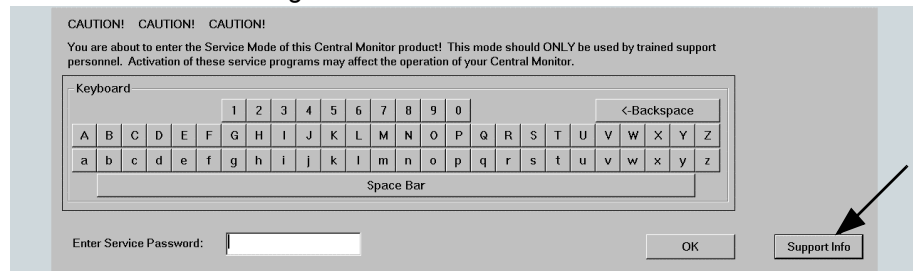 CAUTION! CAUTION! CAUTION!
You are about to enter the Service Mode of this Central Monitor product! This mode should ONLY be used by trained support
personnel. Activation of these service programs may affect the operation of your Central Monitor.
Keyboard
1 2 3 4 5 6 7 8 9 0 <-Backspace
A B C D E F G H I J K L M N O P Q R S T U V W X Y Z
a b c d e f g h i j k l m n o p q r s t u v w x y z
Space Bar
Enter Service Password: OK Support Info